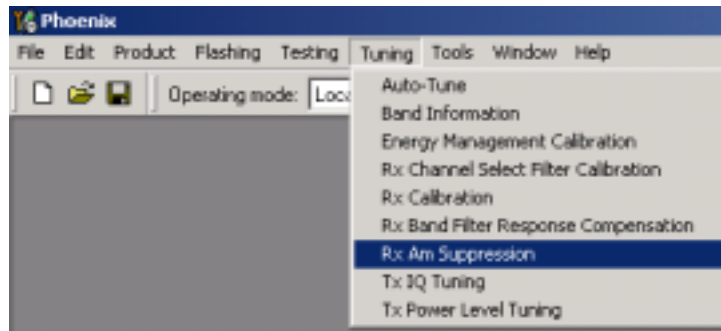 Phoenix
File Edit Product Flashing Testing Tuning Tools Window Help
Operating mode: Loca
Auto-Tune
Band Information
Energy Management Calibration
Rx Channel Select Filter Calibration
Rx Calibration
Rx Band Filter Response Compensation
Rx Am Suppression
Tx IQ Tuning
Tx Power Level Tuning